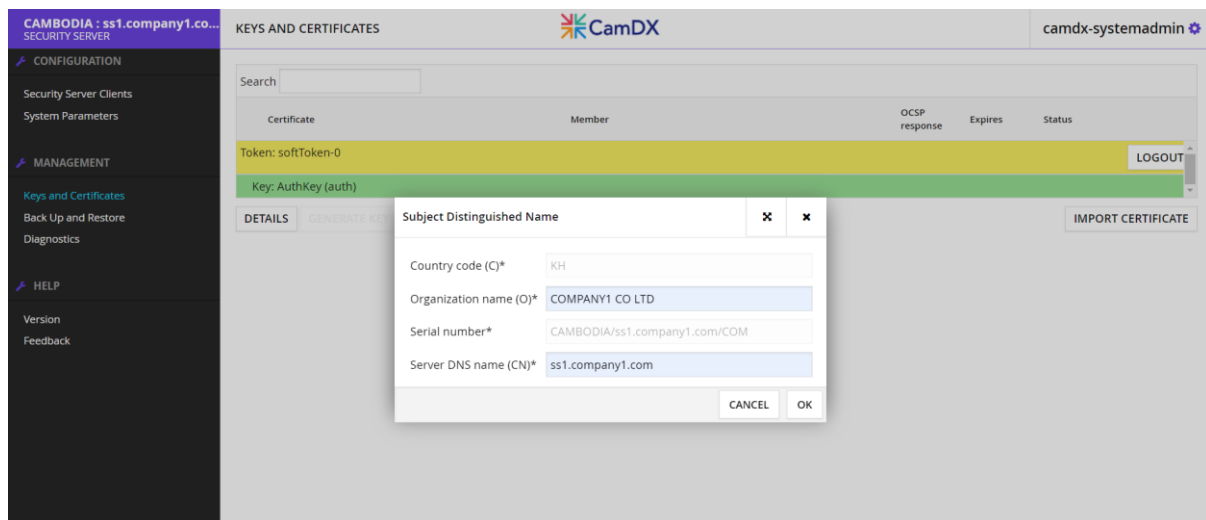 CAMBODIA : ss1.company1.co...
SECURITY SERVER
KEYS AND CERTIFICATES
CamDX
camdx-systemadmin
CONFIGURATION
Security Server Clients
System Parameters
MANAGEMENT
Keys and Certificates
Back Up and Restore
Diagnostics
HELP
Version
Feedback
Search
Certificate Member OCSP response Expires Status
Token: softToken-0 LOGOUT
Key: AuthKey (auth)
DETAILS GENERATE KEY IMPORT CERTIFICATE
Subject Distinguished Name
Country code (C)* KH
Organization name (O)* COMPANY1 CO LTD
Serial number* CAMBODIA/ss1.company1.com/COM
Server DNS name (CN)* ss1.company1.com
CANCEL OK